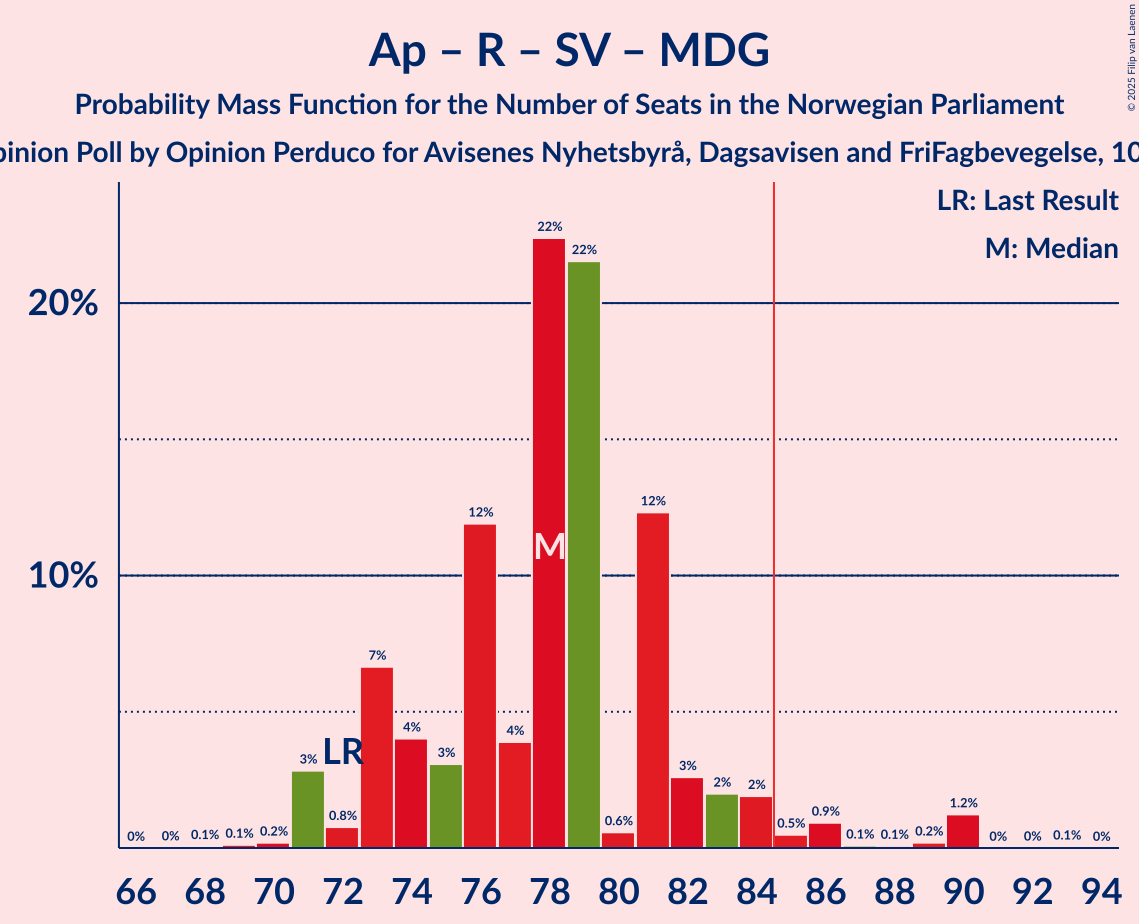 Ap – R – SV – MDG
Probability Mass Function for the Number of Seats in the Norwegian Parliament
pinion Poll by Opinion Perduco for Avisenes Nyhetsbyrå, Dagsavisen and FriFagbevegelse, 10
© 2025 Filip van Laenen
LR: Last Result
M: Median
20%
10%
0% 0% 0.1% 0.1% 0.2% 3% 0.8% 7% 4% 3% 12% 4% 22% 22% 0.6% 12% 3% 2% 2% 0.5% 0.9% 0.1% 0.1% 0.2% 1.2% 0% 0% 0.1% 0%
LR
M
66 68 70 72 74 76 78 80 82 84 86 88 90 92 94